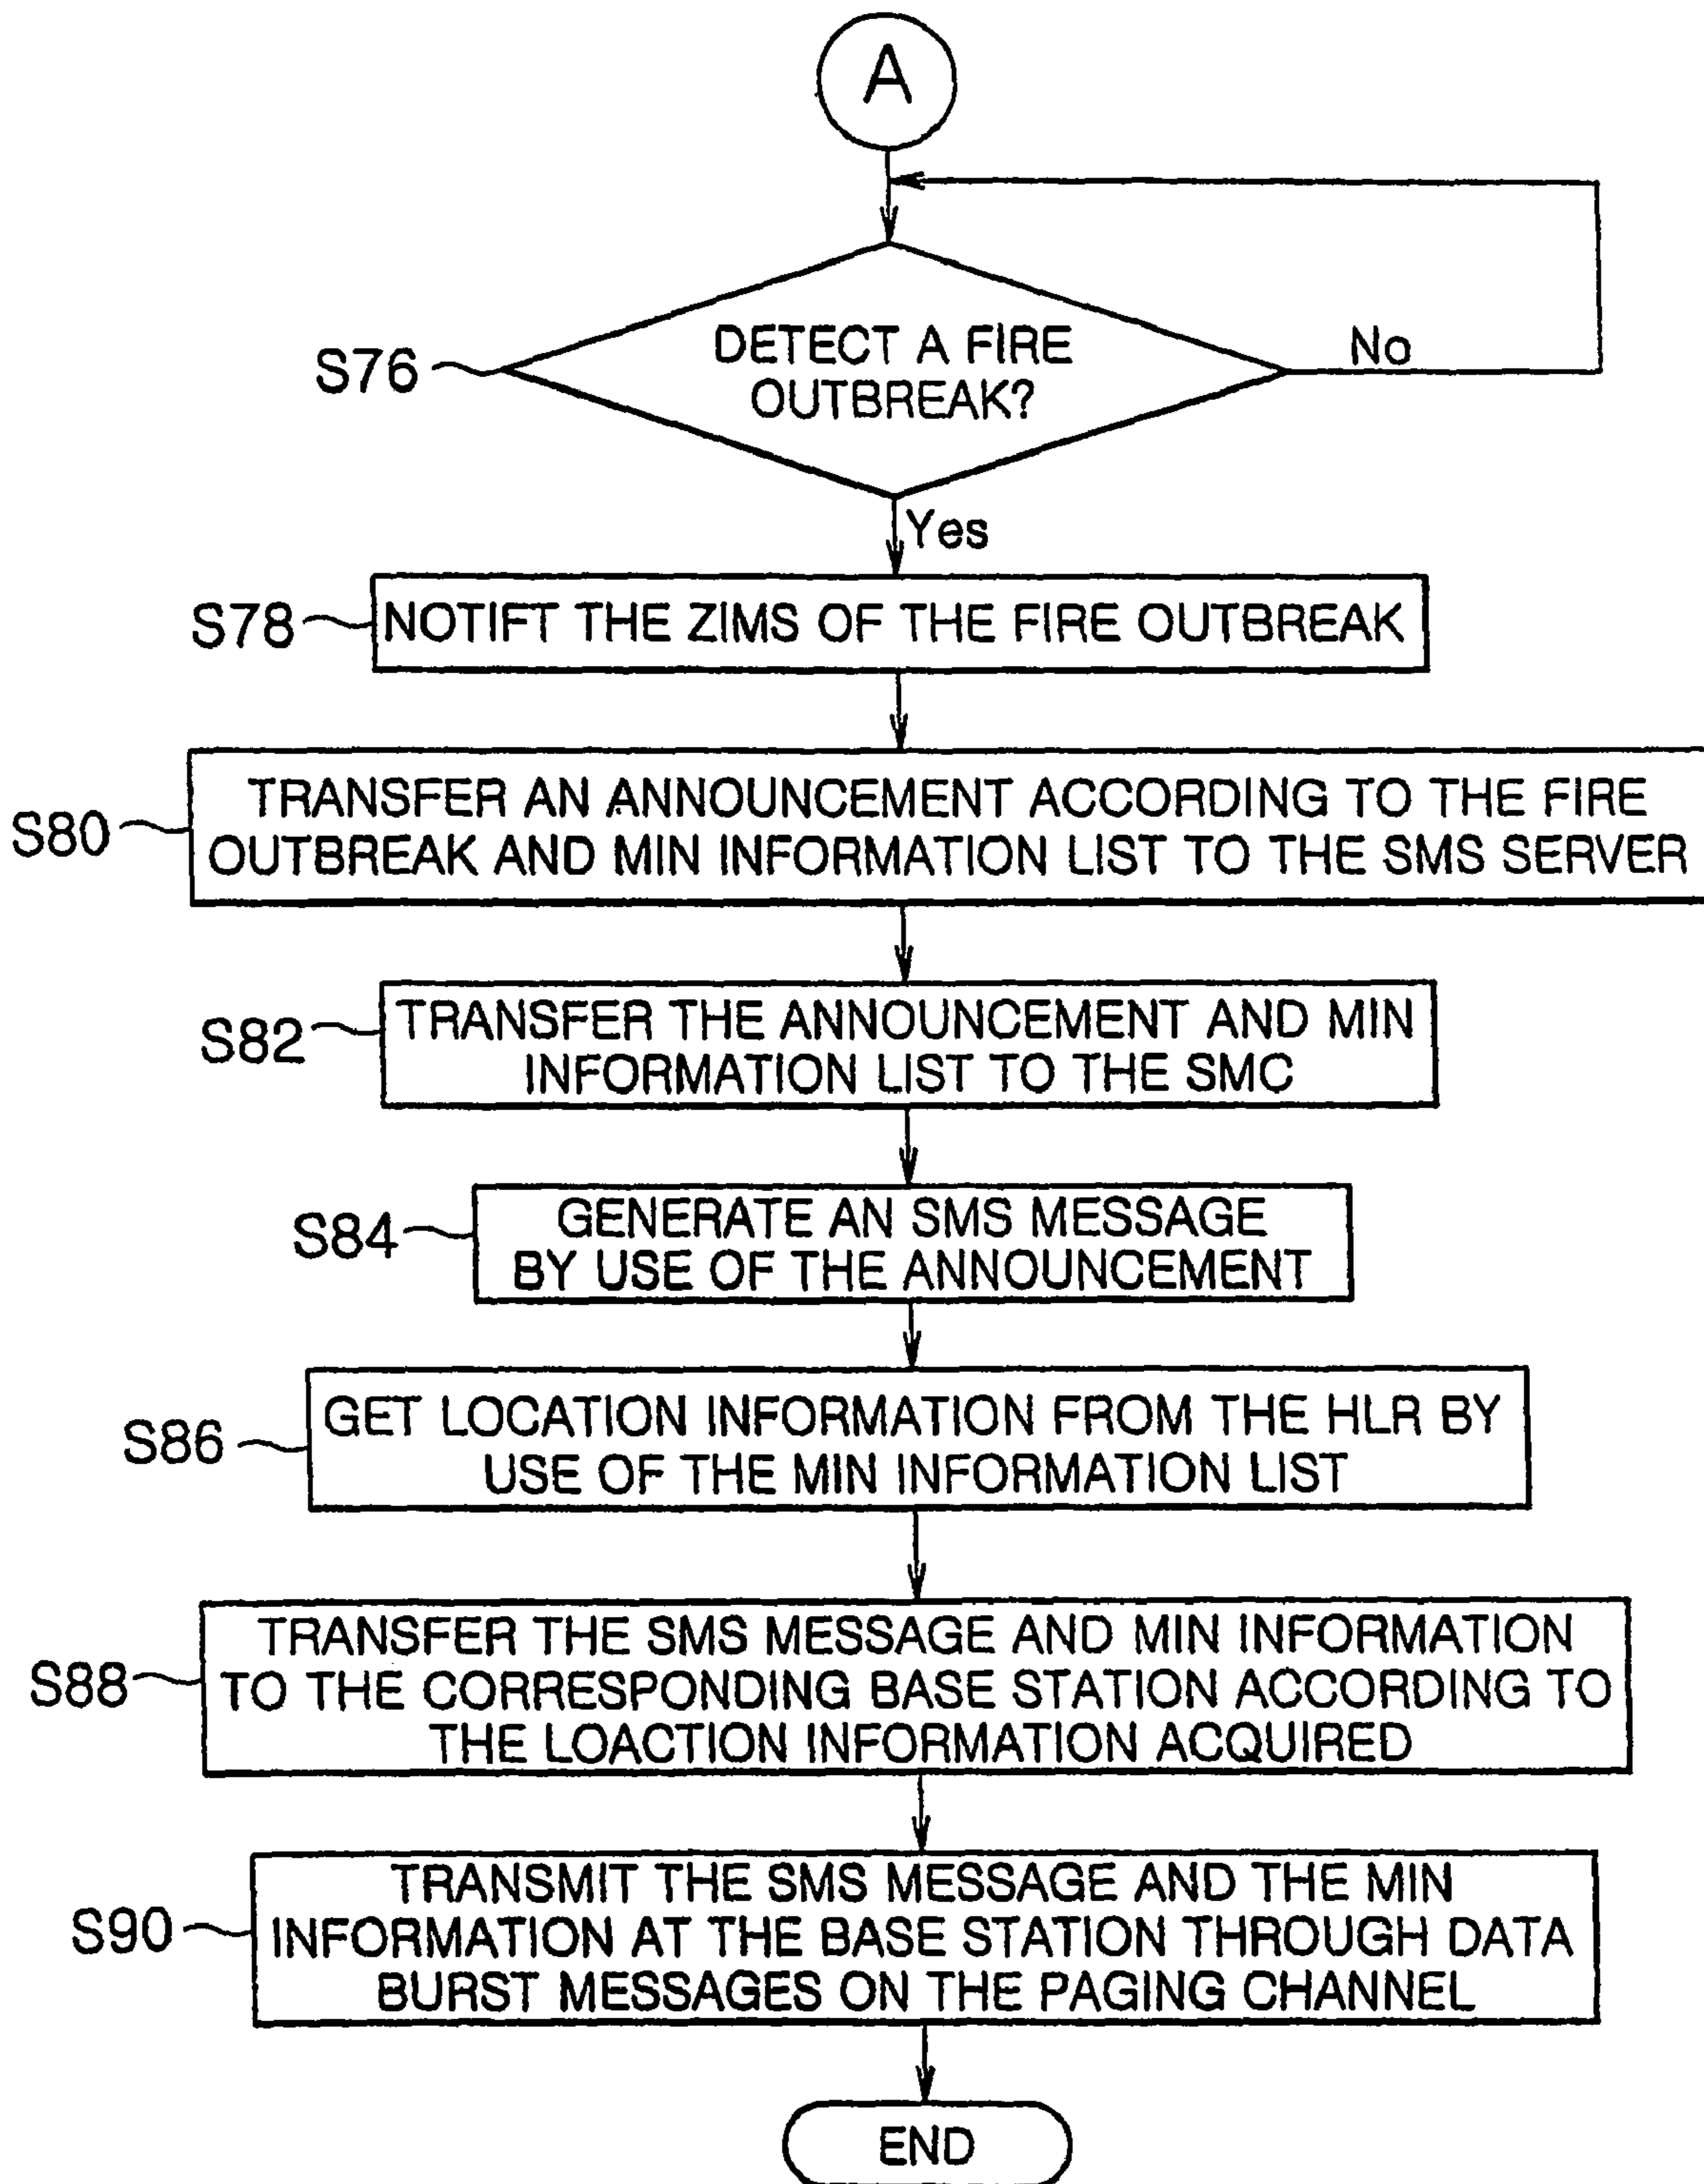 A
S76
DETECT A FIRE
OUTBREAK?
No
Yes
S78
NOTIFT THE ZIMS OF THE FIRE OUTBREAK
S80
TRANSFER AN ANNOUNCEMENT ACCORDING TO THE FIRE
OUTBREAK AND MIN INFORMATION LIST TO THE SMS SERVER
S82
TRANSFER THE ANNOUNCEMENT AND MIN
INFORMATION LIST TO THE SMC
S84
GENERATE AN SMS MESSAGE
BY USE OF THE ANNOUNCEMENT
S86
GET LOCATION INFORMATION FROM THE HLR BY
USE OF THE MIN INFORMATION LIST
S88
TRANSFER THE SMS MESSAGE AND MIN INFORMATION
TO THE CORRESPONDING BASE STATION ACCORDING TO
THE LOACTION INFORMATION ACQUIRED
S90
TRANSMIT THE SMS MESSAGE AND THE MIN
INFORMATION AT THE BASE STATION THROUGH DATA
BURST MESSAGES ON THE PAGING CHANNEL
END